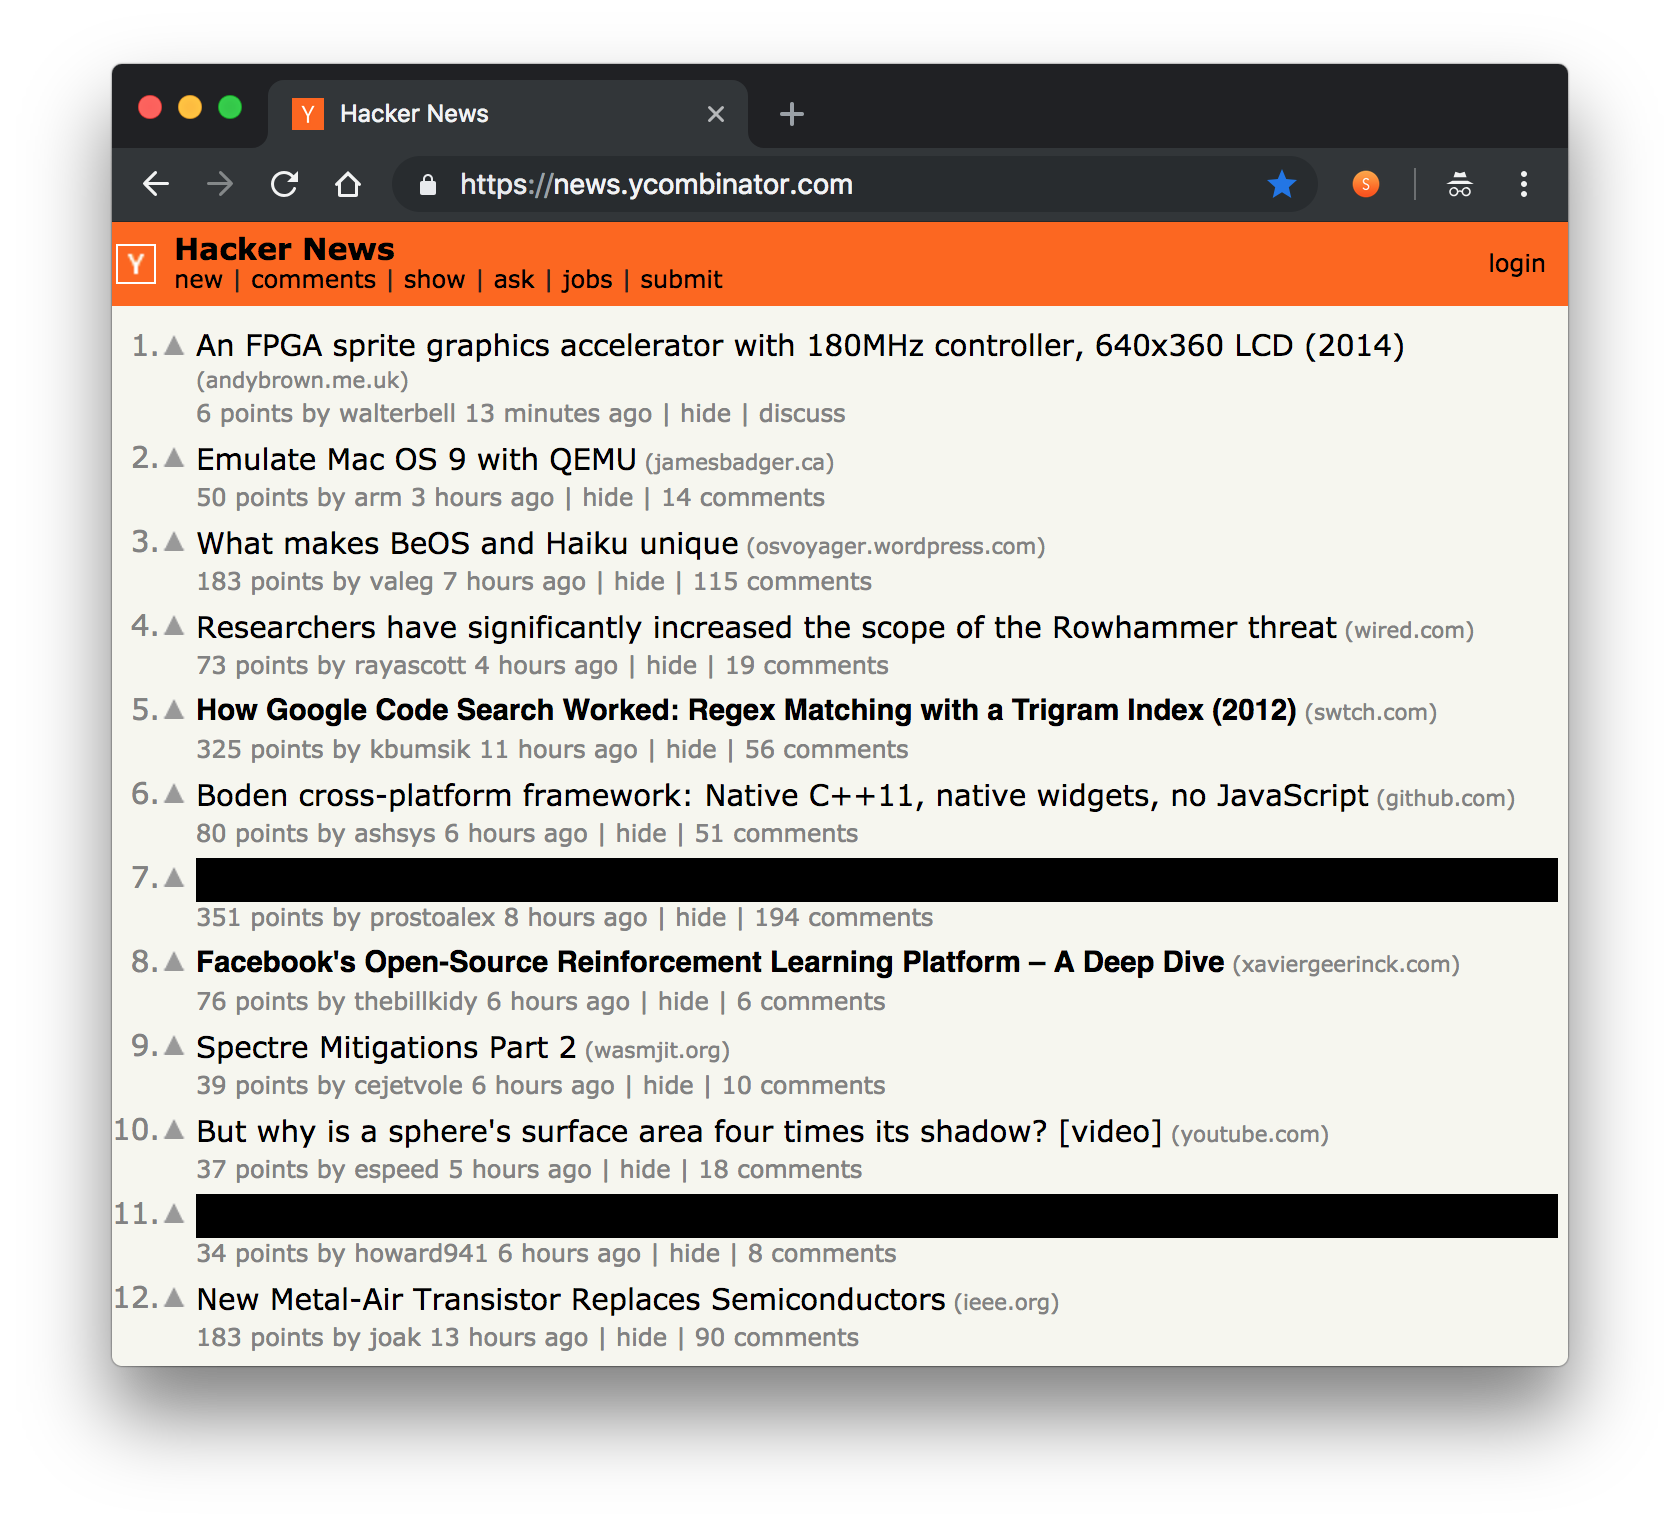 Y Hacker News
https://news.ycombinator.com
S
Y
Hacker News
new | comments | show | ask | jobs | submit
login
1. An FPGA sprite graphics accelerator with 180MHz controller, 640x360 LCD (2014)
(andybrown.me.uk)
6 points by walterbell 13 minutes ago | hide | discuss
2. Emulate Mac OS 9 with QEMU (jamesbadger.ca)
50 points by arm 3 hours ago | hide | 14 comments
3. What makes BeOS and Haiku unique (osvoyager.wordpress.com)
183 points by valeg 7 hours ago | hide | 115 comments
4. Researchers have significantly increased the scope of the Rowhammer threat (wired.com)
73 points by rayascott 4 hours ago | hide | 19 comments
5. How Google Code Search Worked: Regex Matching with a Trigram Index (2012) (swtch.com)
325 points by kbumsik 11 hours ago | hide | 56 comments
6. Boden cross-platform framework: Native C++11, native widgets, no JavaScript (github.com)
80 points by ashsys 6 hours ago | hide | 51 comments
7.
351 points by prostoalex 8 hours ago | hide | 194 comments
8. Facebook's Open-Source Reinforcement Learning Platform – A Deep Dive (xaviergeerinck.com)
76 points by thebillkidy 6 hours ago | hide | 6 comments
9. Spectre Mitigations Part 2 (wasmjit.org)
39 points by cejetvole 6 hours ago | hide | 10 comments
10. But why is a sphere's surface area four times its shadow? [video] (youtube.com)
37 points by espeed 5 hours ago | hide | 18 comments
11.
34 points by howard941 6 hours ago | hide | 8 comments
12. New Metal-Air Transistor Replaces Semiconductors (ieee.org)
183 points by joak 13 hours ago | hide | 90 comments